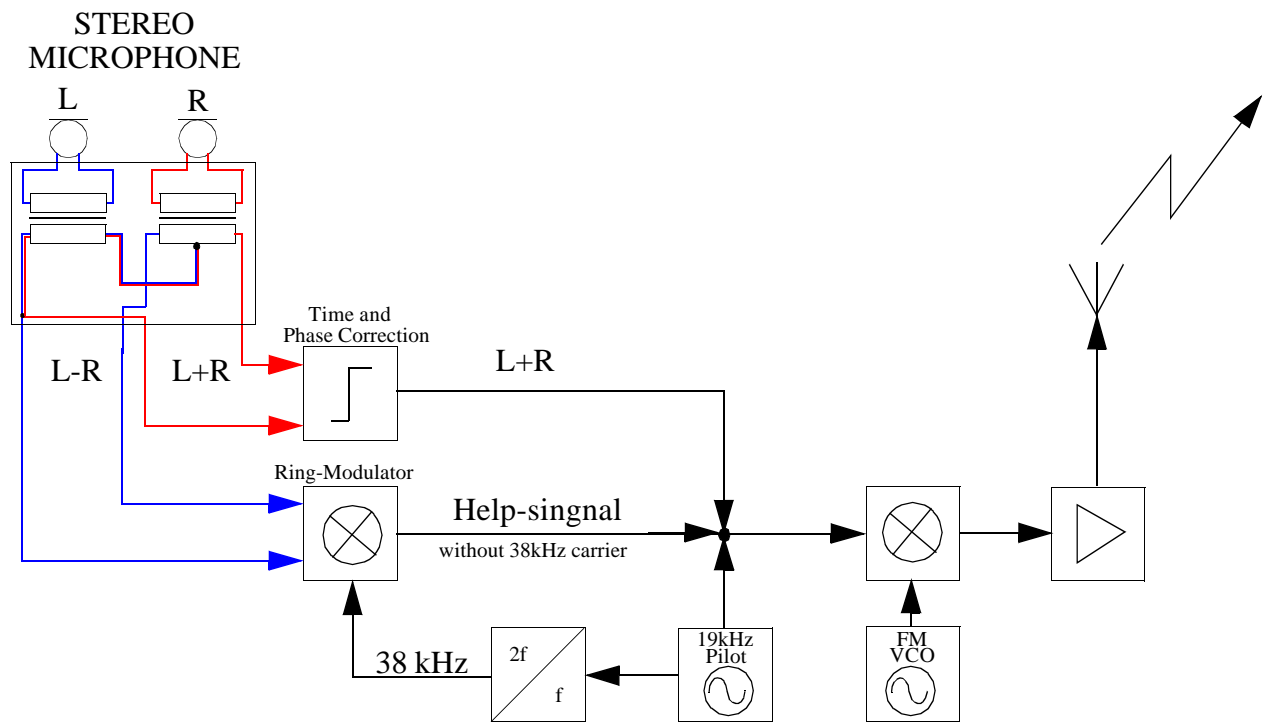 STEREO
MICROPHONE
L
R
Time and
Phase Correction
L-R
L+R
L+R
Ring-Modulator
Help-singnal
without 38kHz carrier
38 kHz
2f
f
19kHz
Pilot
FM
VCO